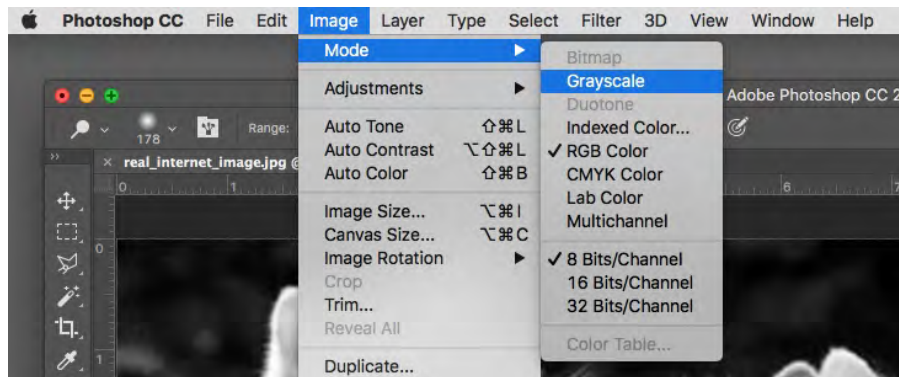 Photoshop CC File Edit Image Layer Type Select Filter 3D View Window Help
Mode
Adjustments
Auto Tone ⇧⌘L
Auto Contrast ⌥⇧⌘L
Auto Color ⇧⌘B
Image Size... ⌥⌘I
Canvas Size... ⌥⌘C
Image Rotation
Crop
Trim...
Reveal All
Duplicate...
Bitmap
Grayscale
Duotone
Indexed Color...
✓ RGB Color
CMYK Color
Lab Color
Multichannel
✓ 8 Bits/Channel
16 Bits/Channel
32 Bits/Channel
Color Table...
Adobe Photoshop CC 2
178
Range:
× real_internet_image.jpg @
0 1 6 7
0
1